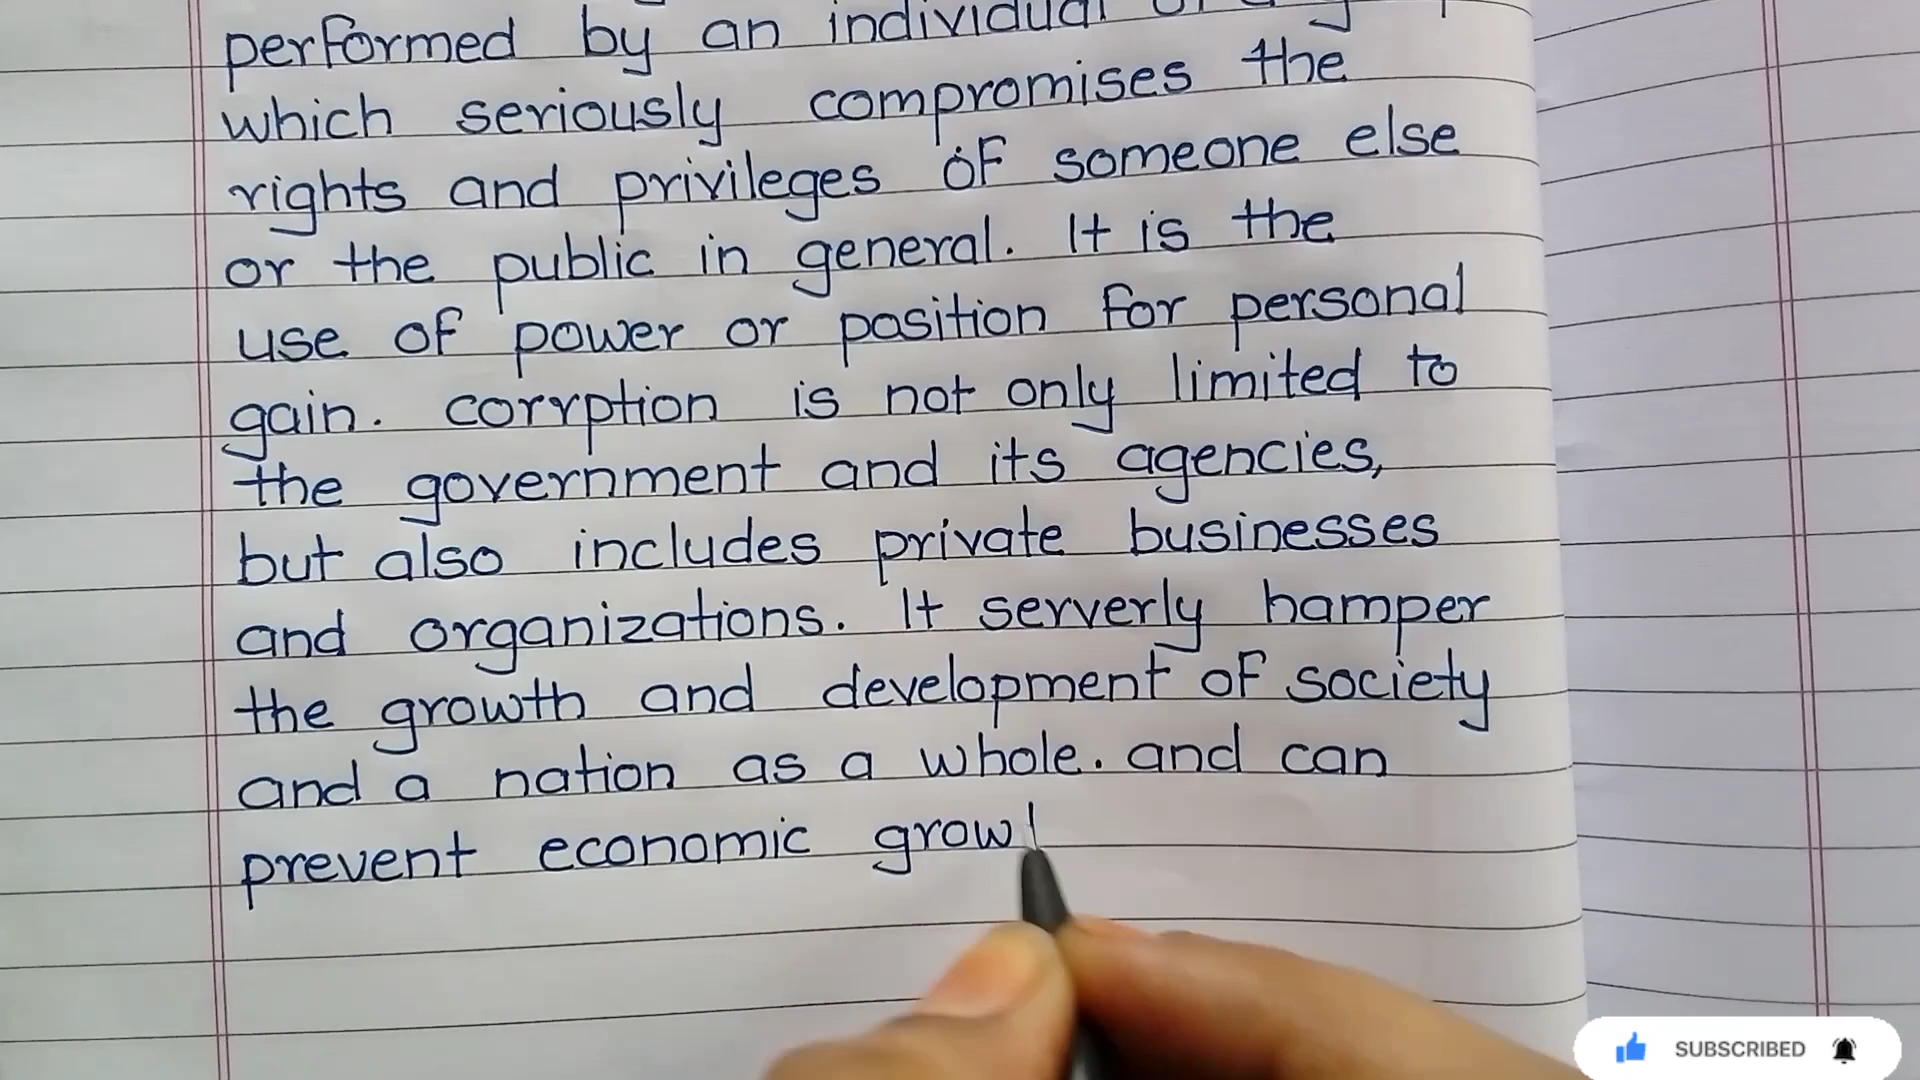 performed by an individual
which seriously compromises the
rights and privileges of someone else
or the public in general. It is the
use of power or position for personal
gain. corrption is not only limited to
the government and its agencies,
but also includes private businesses
and organizations. It serverly hamper
the growth and development of society
and a nation as a whole. and can
prevent economic grow
SUBSCRIBED